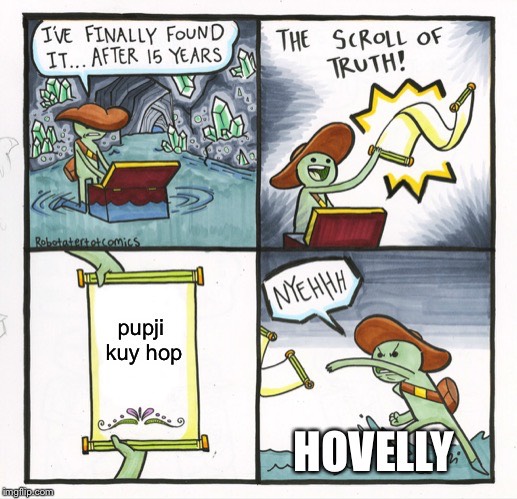 I'VE FINALLY FOUND
IT... AFTER 15 YEARS
THE SCROLL OF
TRUTH!
Robotatertotcomics
pupji
kuy hop
NYEHHH
HOVELLY
imgflip.com